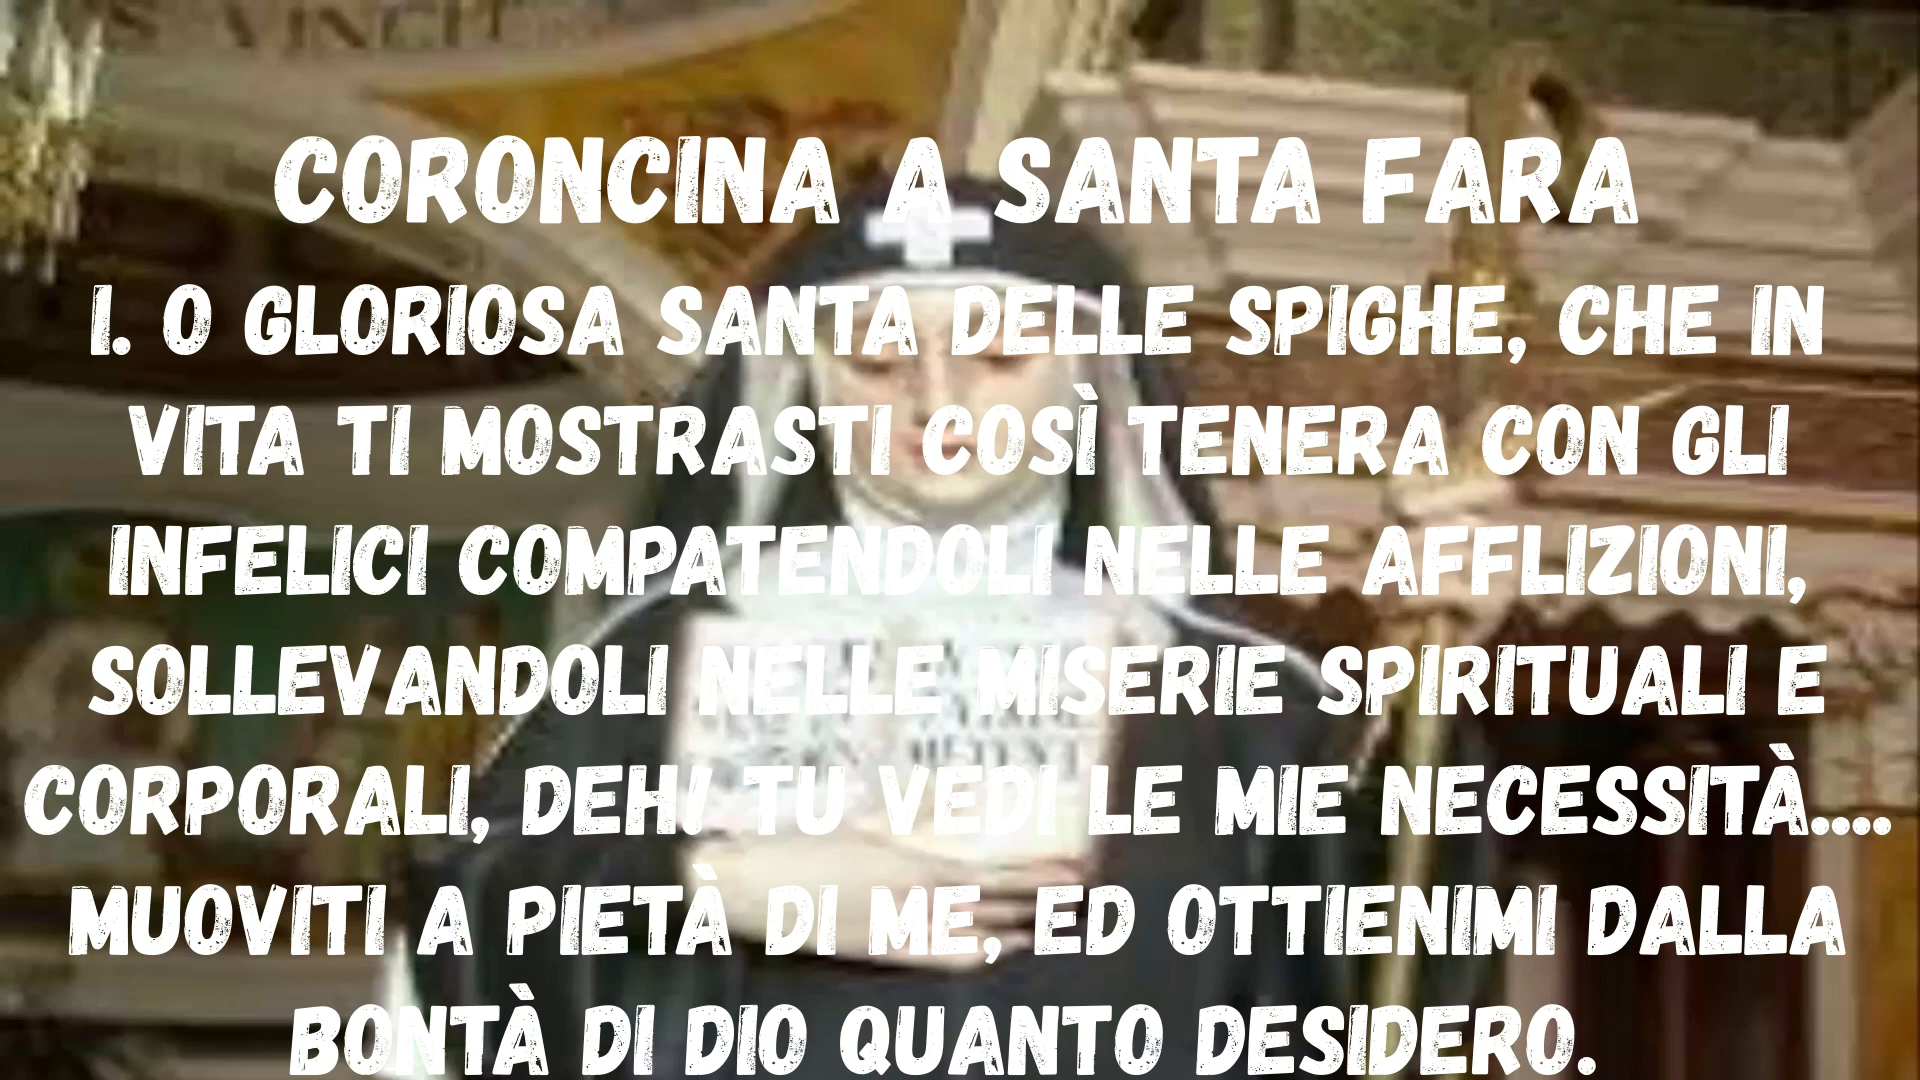 CORONCINA A SANTA FARA
I. O GLORIOSA SANTA DELLE SPIGHE, CHE IN
VITA TI MOSTRASTI COSÌ TENERA CON GLI
INFELICI COMPATENDOLI NELLE AFFLIZIONI,
SOLLEVANDOLI NELLE MISERIE SPIRITUALI E
CORPORALI, DEH! TU VEDI LE MIE NECESSITÀ....
MUOVITI A PIETÀ DI ME, ED OTTIENIMI DALLA
BONTÀ DI DIO QUANTO DESIDERO.